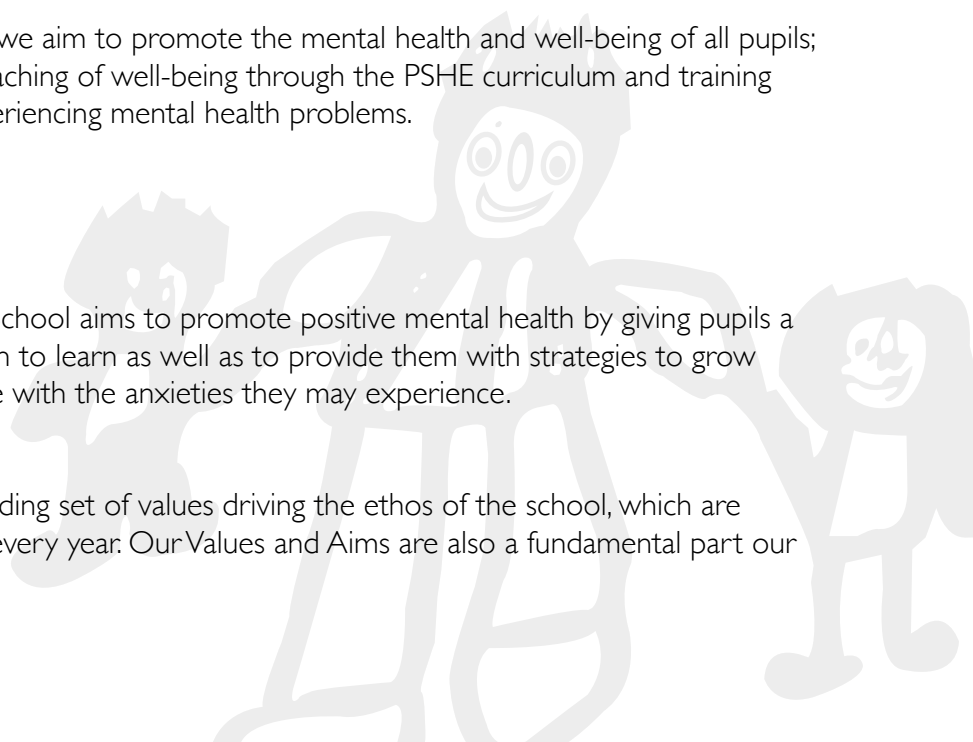 we aim to promote the mental health and well-being of all pupils;
aching of well-being through the PSHE curriculum and training
eriencing mental health problems.
chool aims to promote positive mental health by giving pupils a
n to learn as well as to provide them with strategies to grow
e with the anxieties they may experience.
ding set of values driving the ethos of the school, which are
every year. Our Values and Aims are also a fundamental part our